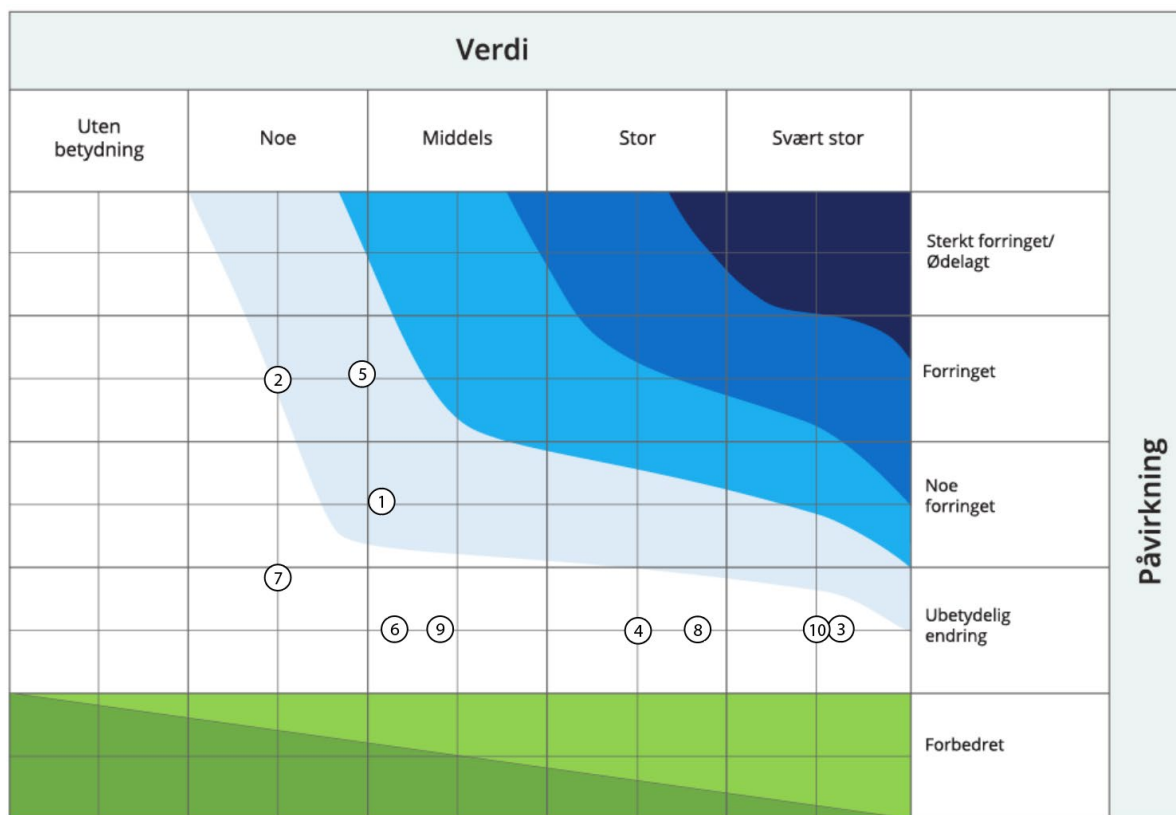 Verdi
Uten
betydning
Noe
Middels
Stor
Svært stor
Sterkt forringet/
Ødelagt
Forringet
Noe
forringet
Ubetydelig
endring
Forbedret
Påvirkning
2
5
1
7
6
9
4
8
10
3